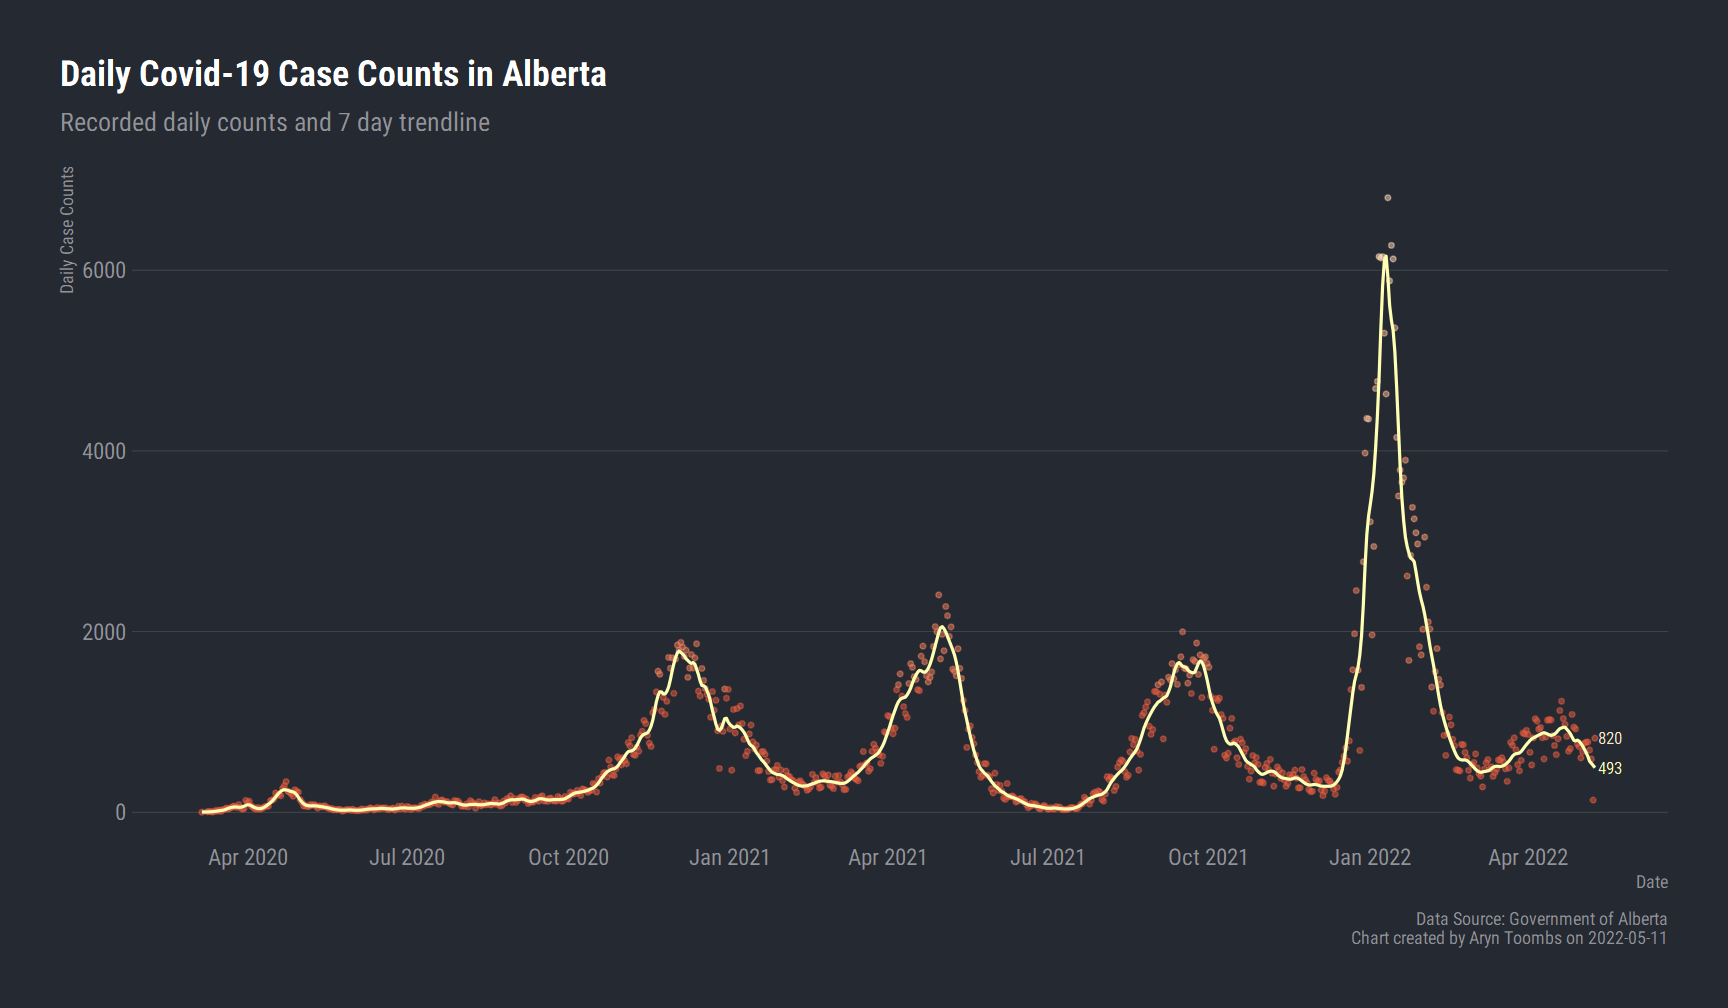 Daily Covid-19 Case Counts in Alberta
Recorded daily counts and 7 day trendline
Daily Case Counts
6000
4000
2000
0
820
493
Apr 2020
Jul 2020
Oct 2020
Jan 2021
Apr 2021
Jul 2021
Oct 2021
Jan 2022
Apr 2022
Date
Data Source: Government of Alberta
Chart created by Aryn Toombs on 2022-05-11